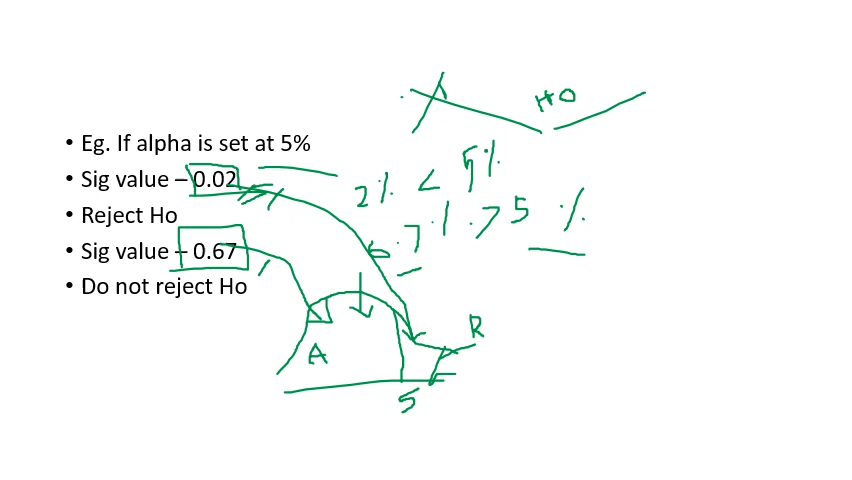 • Eg. If alpha is set at 5%
• Sig value – 0.02
• Reject Ho
• Sig value – 0.67
• Do not reject Ho
HO
2% < 5%
> 5 %
A
R
5